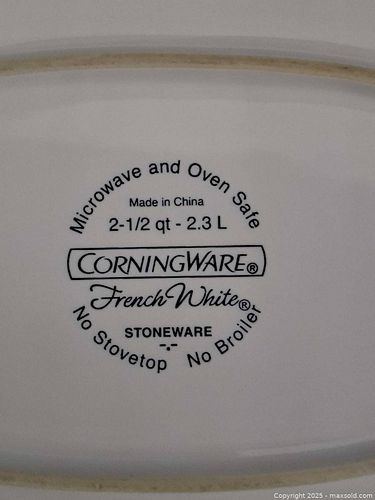 Microwave and Oven Safe
Made in China
2-1/2 qt - 2.3 L
CORNINGWARE®
French White®
STONEWARE
No Stovetop No Broiler
Copyright 2025 - maxsold.com